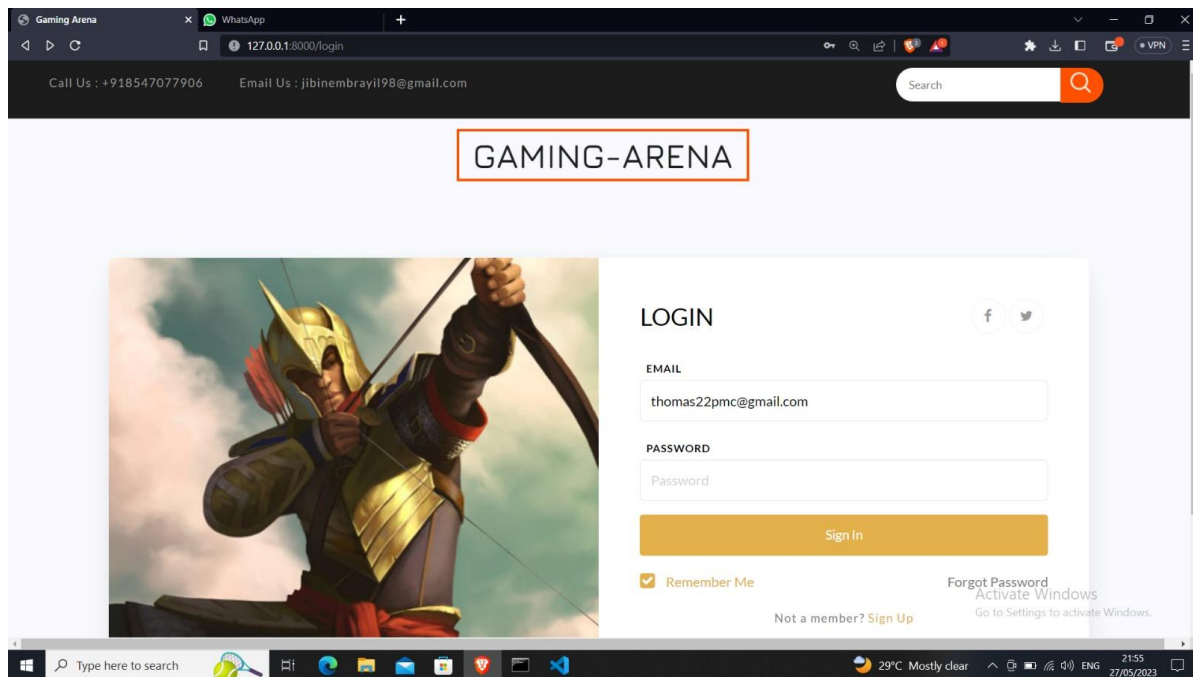 Gaming Arena
WhatsApp
127.0.0.1:8000/login
VPN
Call Us : +918547077906 Email Us : jibinembrayil98@gmail.com
Search
GAMING-ARENA
LOGIN
EMAIL
thomas22pmc@gmail.com
PASSWORD
Password
Sign In
Remember Me
Forgot Password
Activate Windows
Go to Settings to activate Windows.
Not a member? Sign Up
Type here to search
29°C Mostly clear
ENG
21:55
27/05/2023